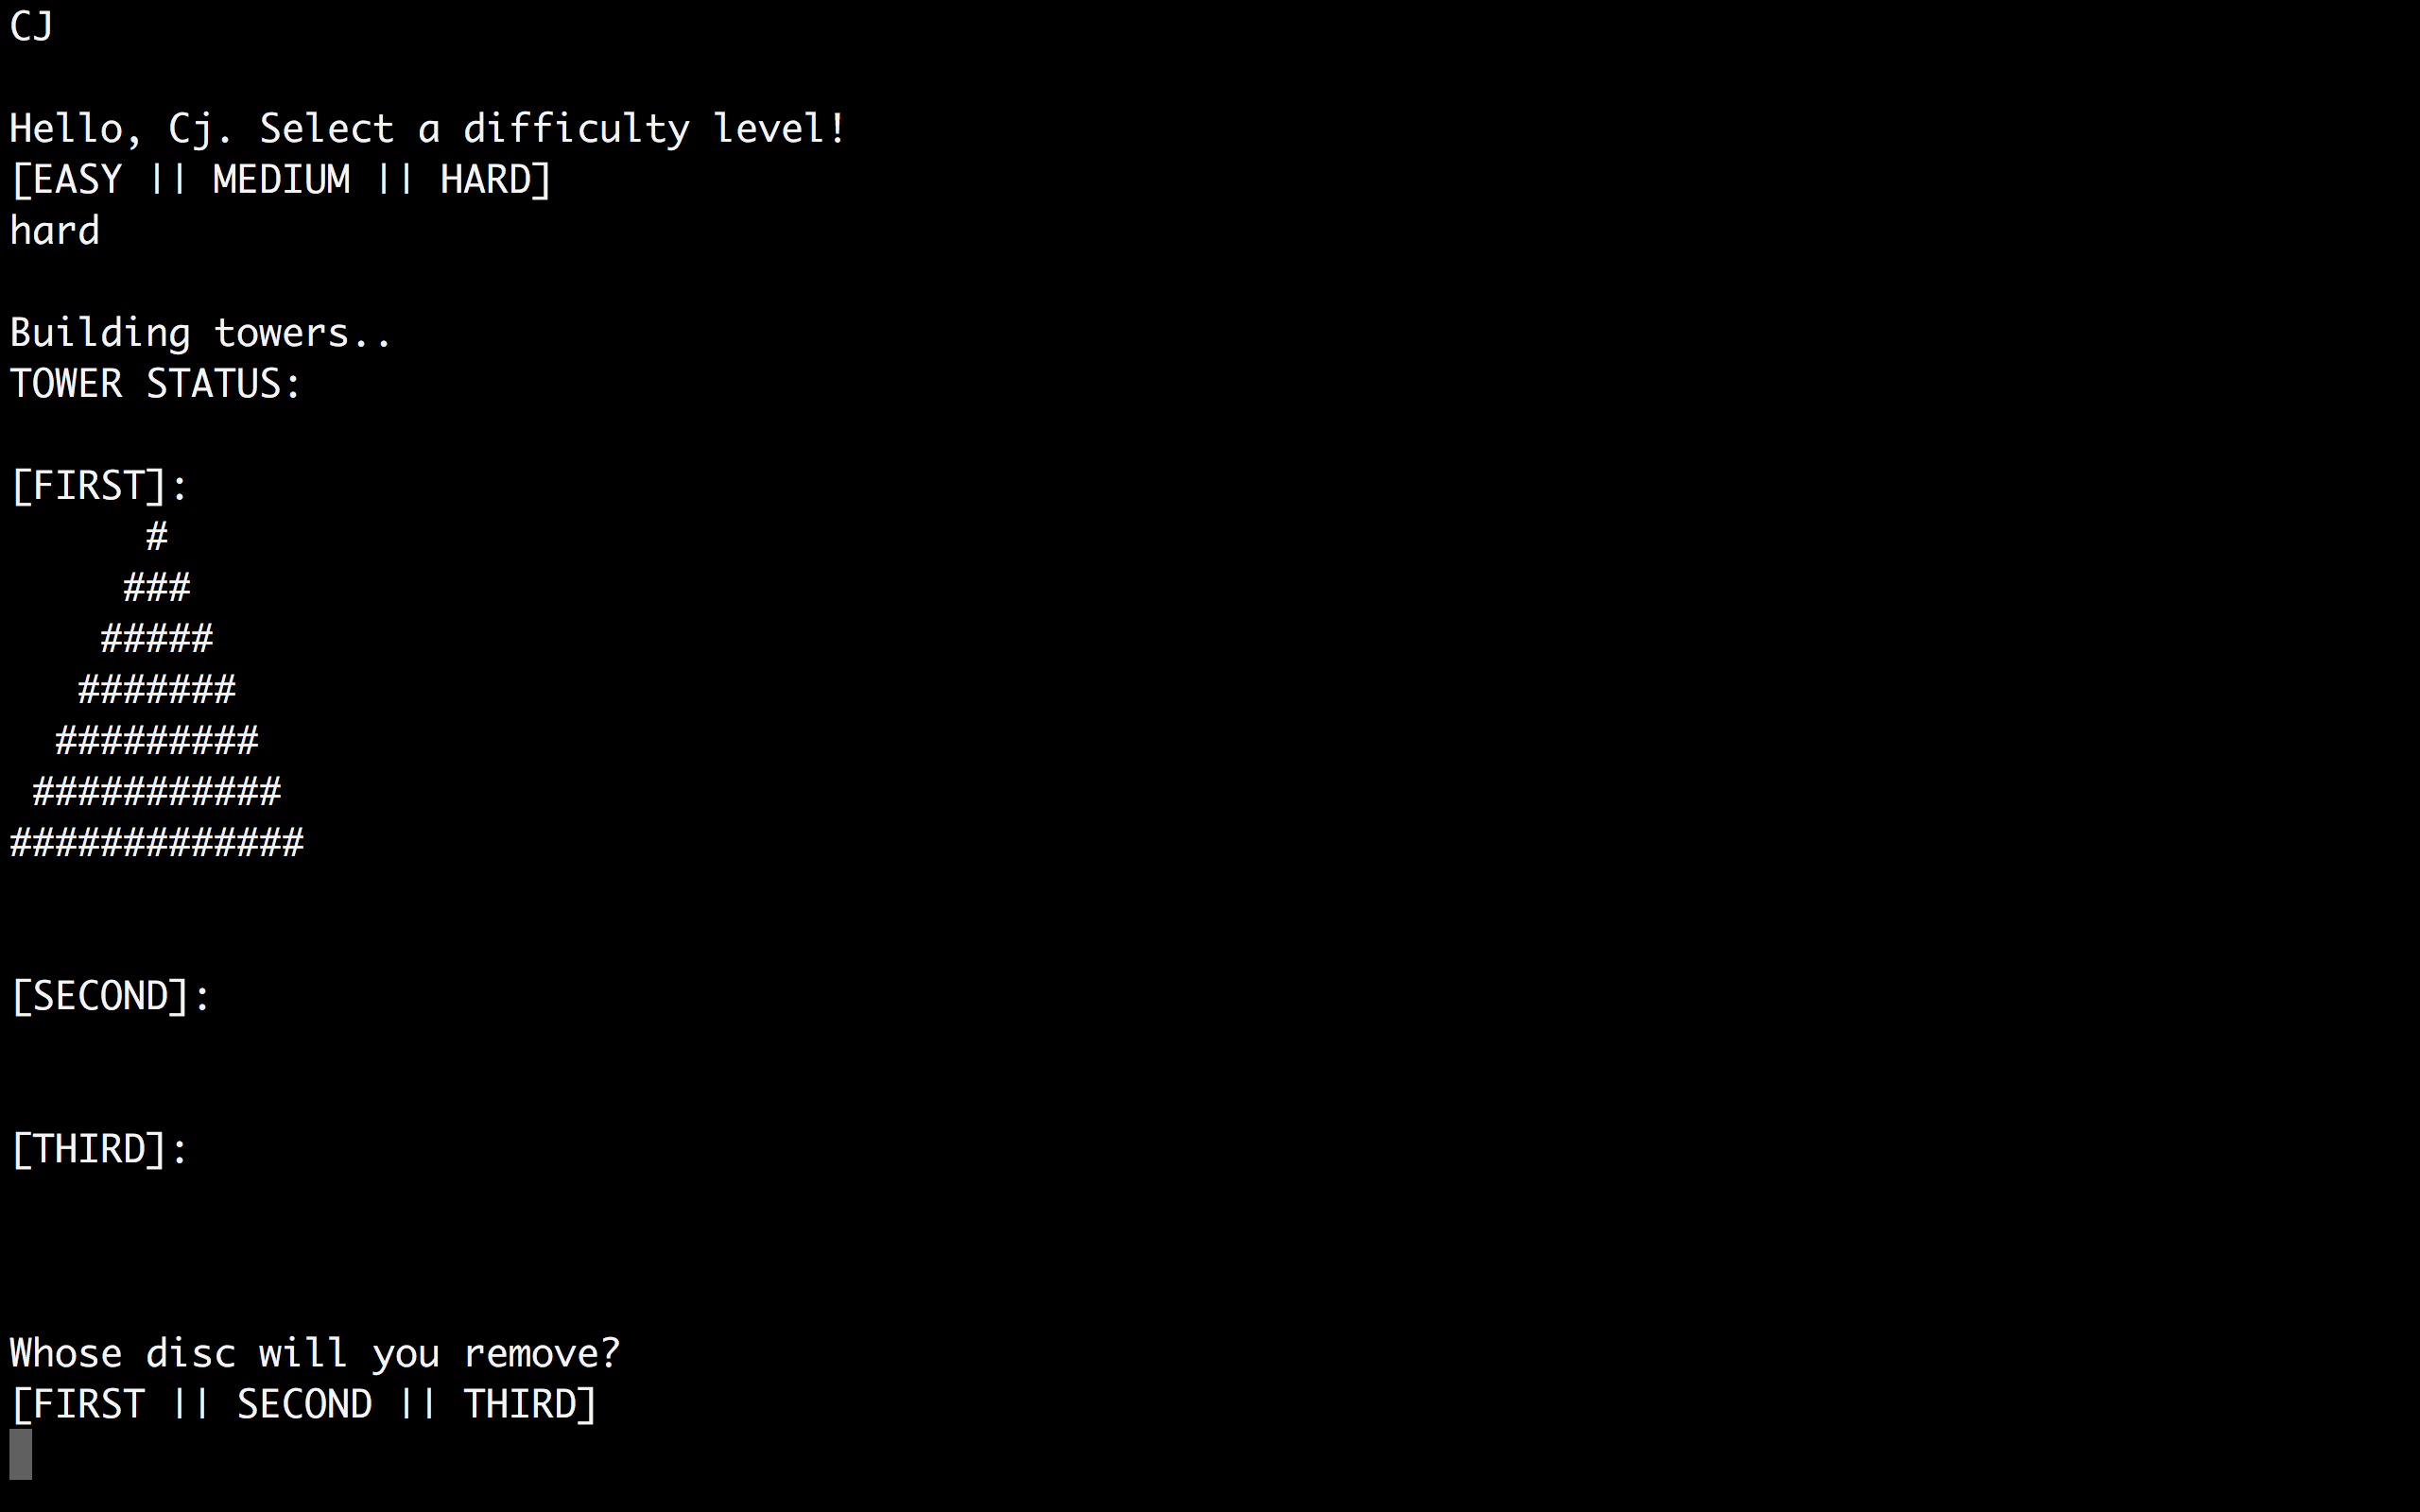 CJ
Hello, Cj. Select a difficulty level!
[EASY || MEDIUM || HARD]
hard
Building towers..
TOWER STATUS:
[FIRST]:
      #
     ###
    #####
   #######
  #########
 ###########
#############
[SECOND]:
[THIRD]:
Whose disc will you remove?
[FIRST || SECOND || THIRD]